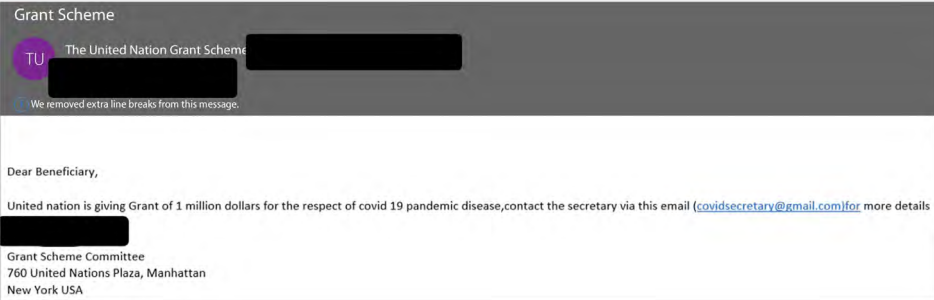 Grant Scheme
TU
The United Nation Grant Scheme
We removed extra line breaks from this message.
Dear Beneficiary,
United nation is giving Grant of 1 million dollars for the respect of covid 19 pandemic disease,contact the secretary via this email (covidsecretary@gmail.com)for more details
Grant Scheme Committee
760 United Nations Plaza, Manhattan
New York USA